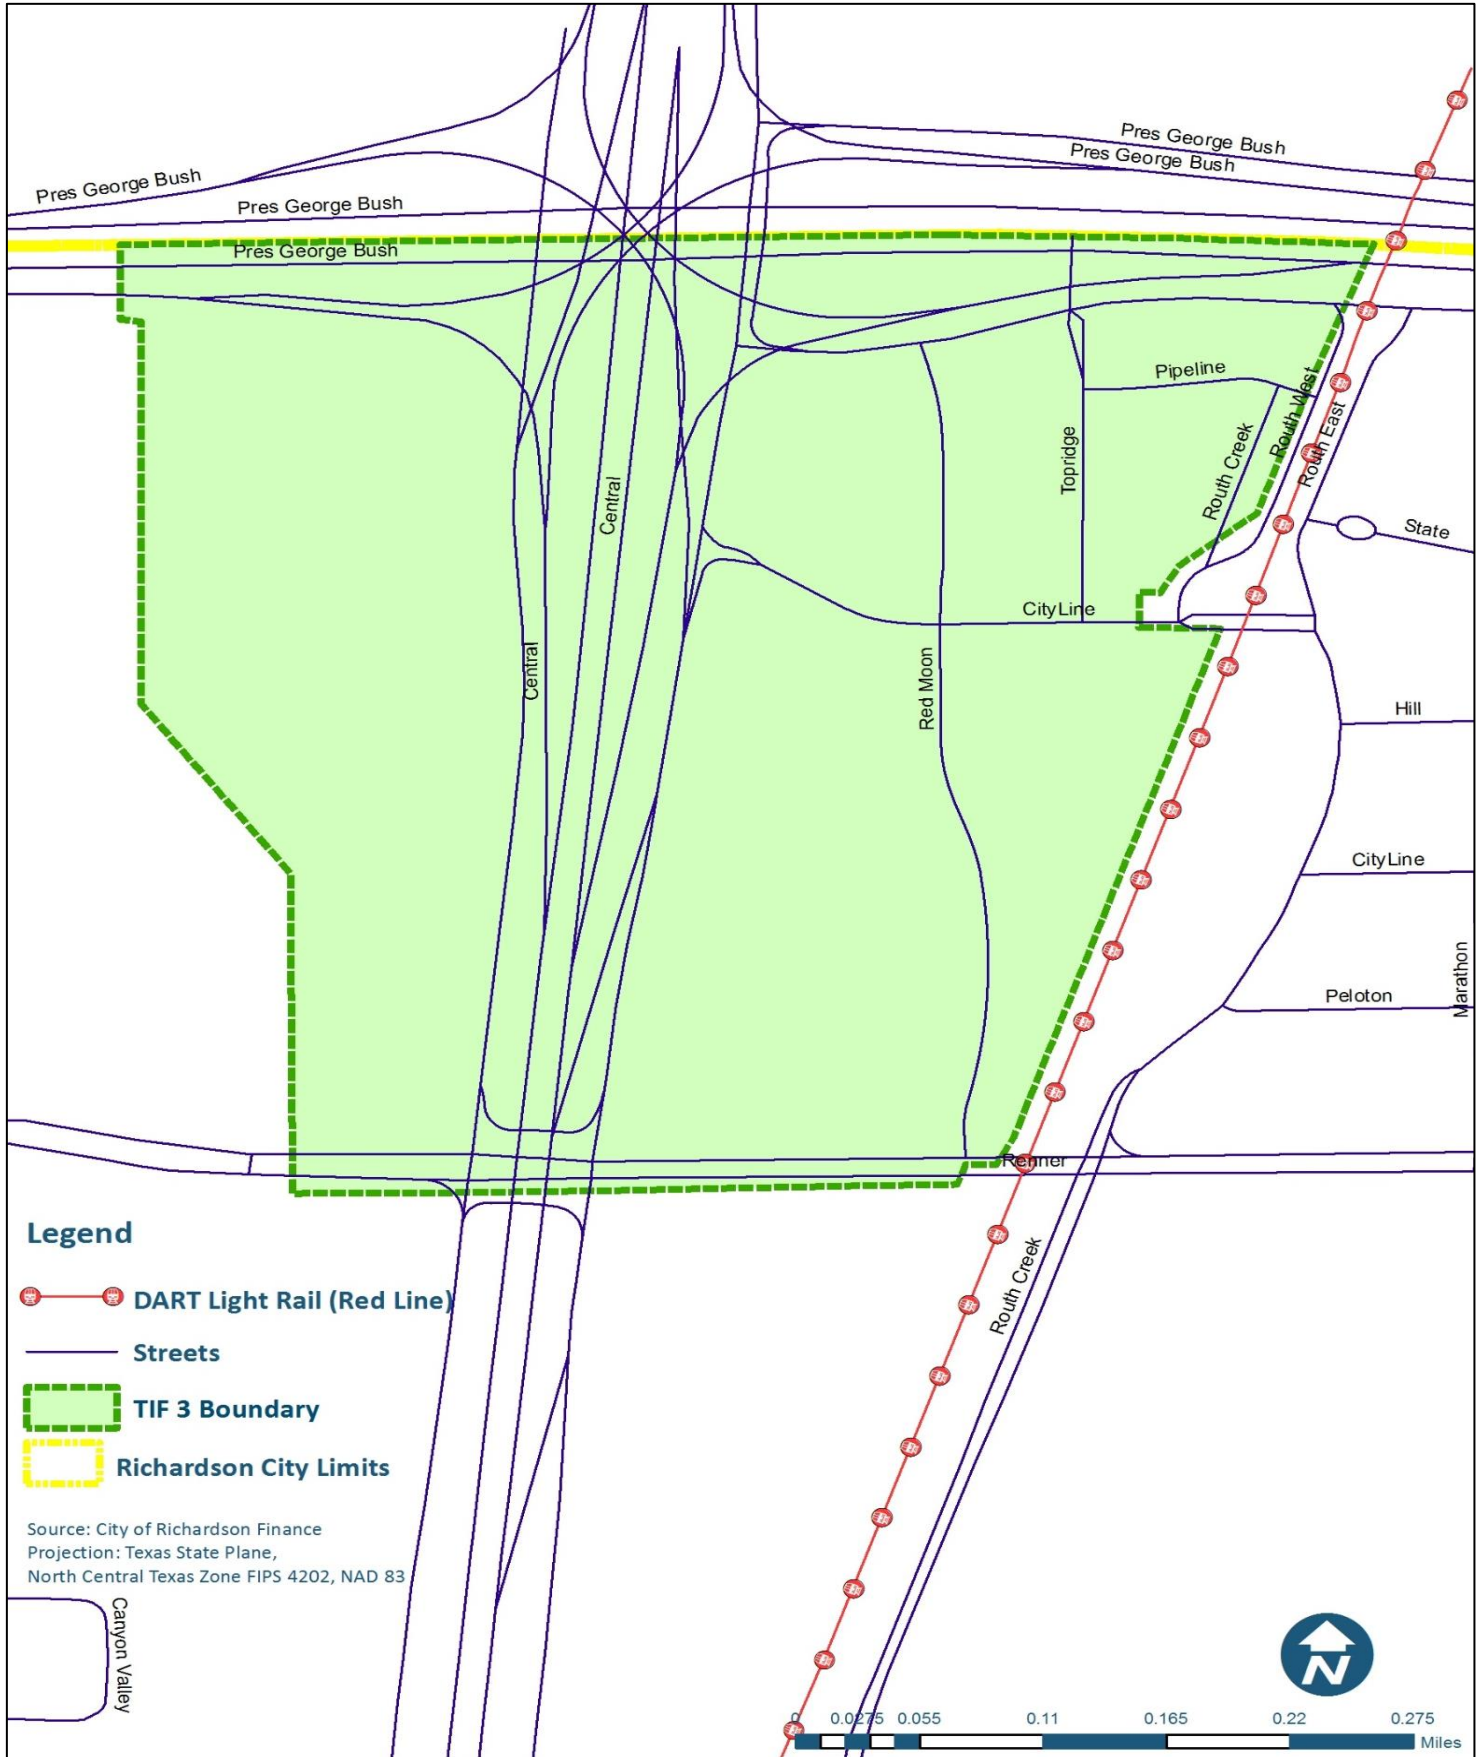 Pres George Bush
Pres George Bush
Pres George Bush
Pres George Bush
Pres George Bush
Pipeline
Routh West
Routh East
Routh Creek
Topridge
Central
State
CityLine
Central
Red Moon
Hill
CityLine
Peloton
Marathon
Renner
Routh Creek
Legend
DART Light Rail (Red Line)
Streets
TIF 3 Boundary
Richardson City Limits
Source: City of Richardson Finance
Projection: Texas State Plane,
North Central Texas Zone FIPS 4202, NAD 83
Canyon Valley
N
0 0.0275 0.055 0.11 0.165 0.22 0.275
Miles